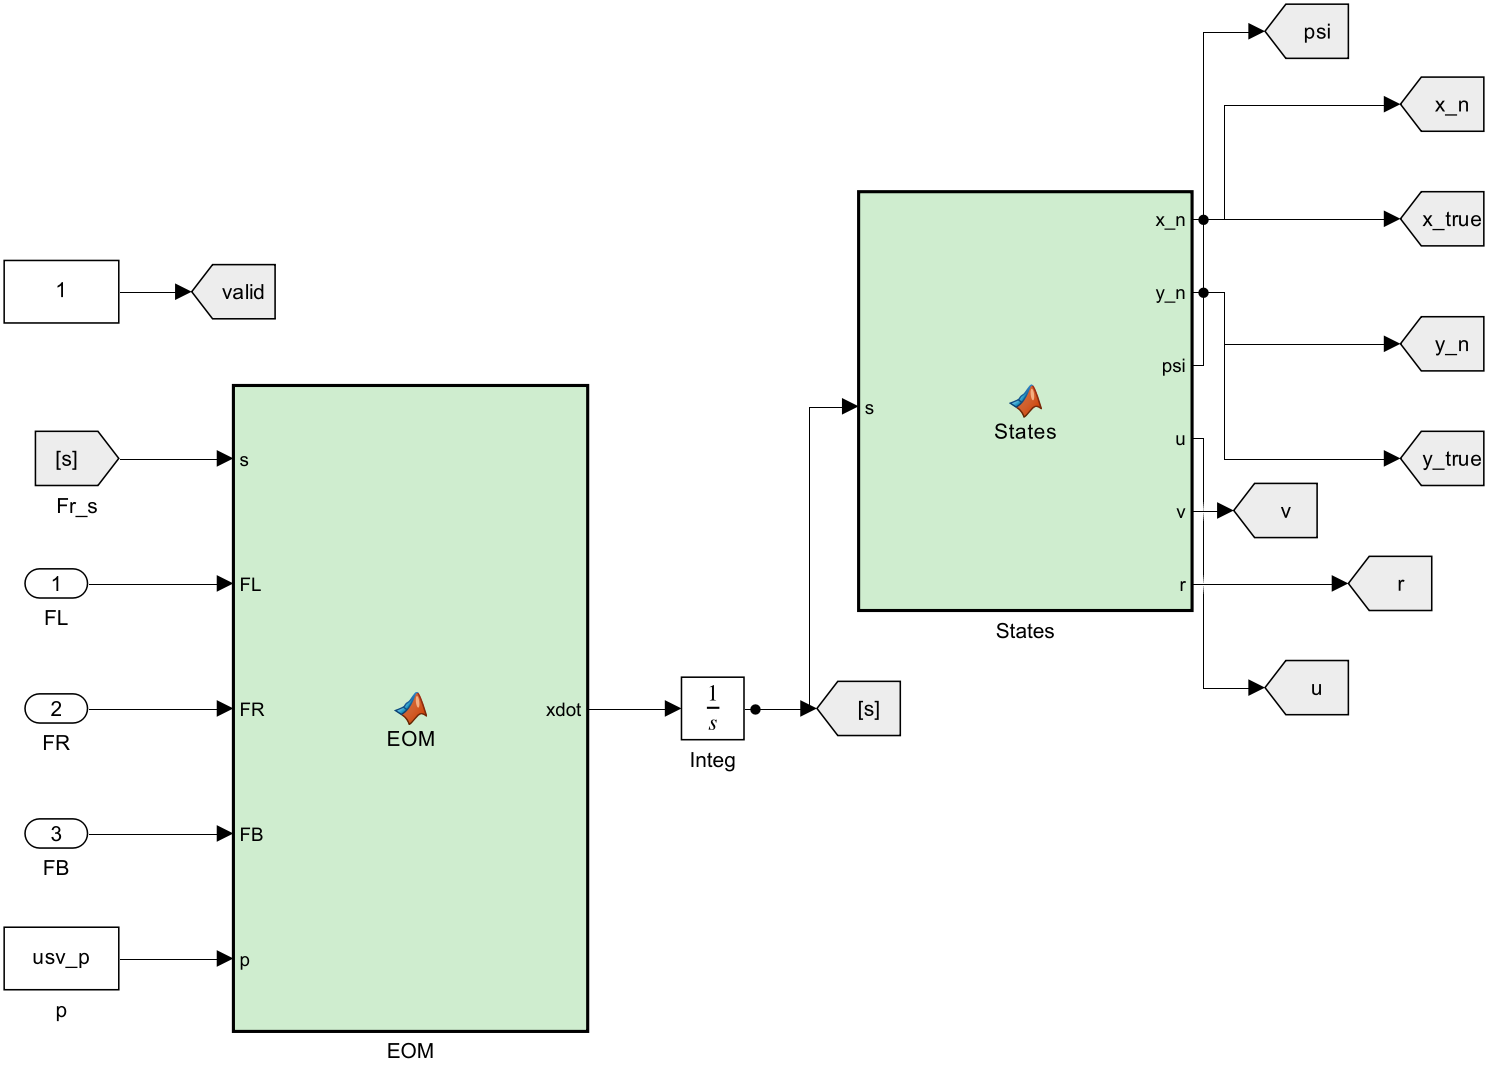 psi
x_n
x_n
x_true
1
valid
y_n
y_n
psi
s
States
u
y_true
[s]
Fr_s
s
v
v
1
FL
FL
r
r
States
2
FR
FR
EOM
xdot
1
s
Integ
[s]
u
3
FB
FB
usv_p
p
p
EOM